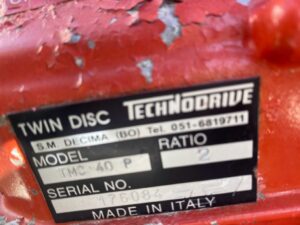 TWIN DISC TECHNODRIVE
S.M. DECIMA (BO) Tel. 051-6819711
MODEL RATIO
TMC 40 P 2
SERIAL NO.
MADE IN ITALY